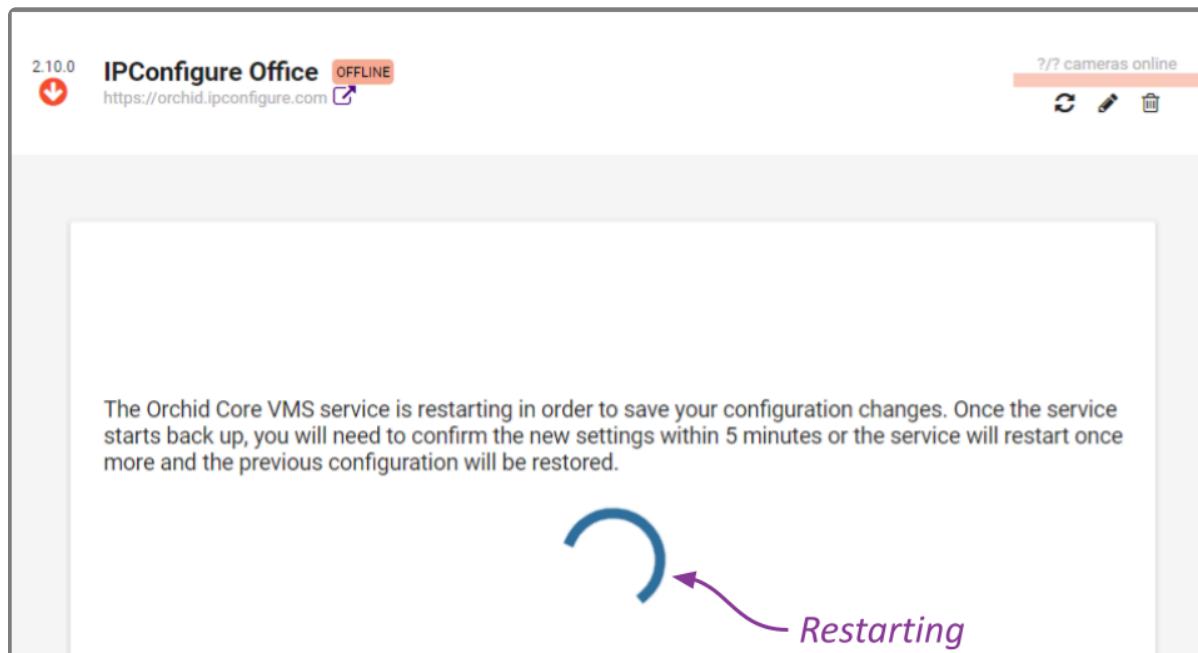 2.10.0
IPConfigure Office OFFLINE
https://orchid.ipconfigure.com
?/? cameras online
The Orchid Core VMS service is restarting in order to save your configuration changes. Once the service
starts back up, you will need to confirm the new settings within 5 minutes or the service will restart once
more and the previous configuration will be restored.
Restarting